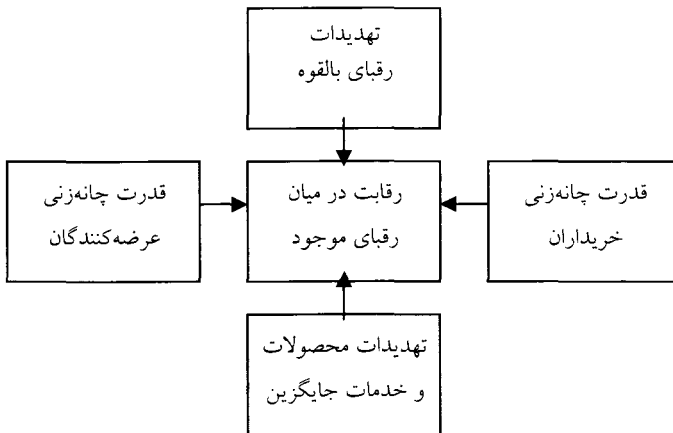 تهدیدات
رقبای بالقوه
قدرت چانه‌زنی
خریداران
رقابت در میان
رقبای موجود
قدرت چانه‌زنی
عرضه‌کنندگان
تهدیدات محصولات
و خدمات جایگزین